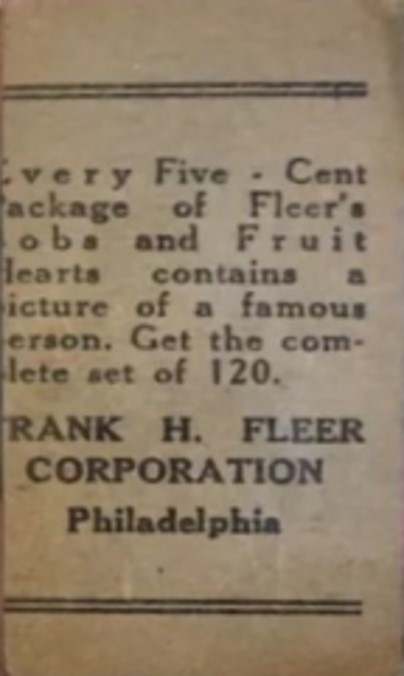 very Five - Cent
ackage of Fleer's
obs and Fruit
earts contains a
icture of a famous
erson. Get the com-
lete set of 120.
RANK H. FLEER
CORPORATION
Philadelphia